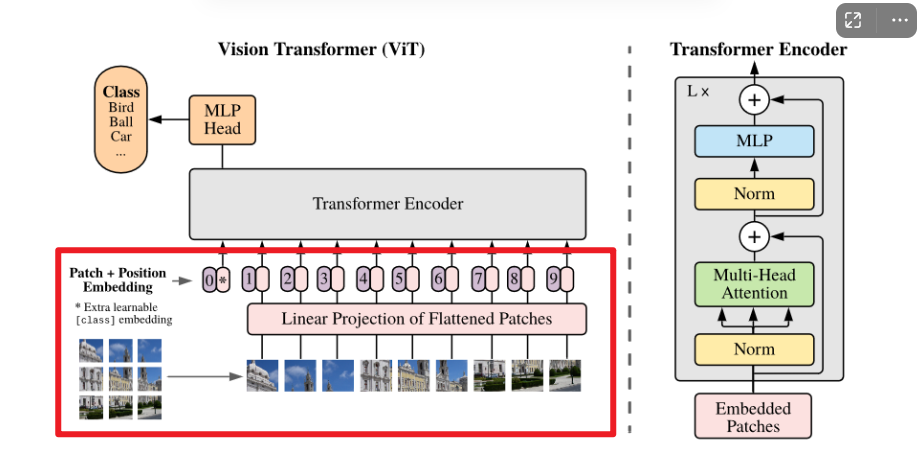 Vision Transformer (ViT)
Class
Bird
Ball
Car
...
MLP
Head
Transformer Encoder
Patch + Position
Embedding
* Extra learnable
[class] embedding
0 * 1 2 3 4 5 6 7 8 9
Linear Projection of Flattened Patches
Transformer Encoder
L ×
+
MLP
Norm
+
Multi-Head
Attention
Norm
Embedded
Patches